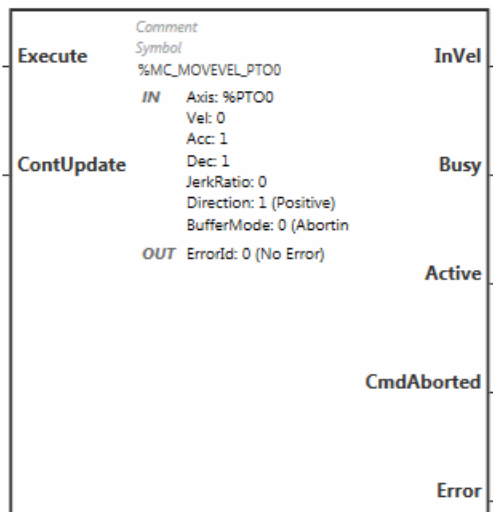 Comment
Execute
Symbol
InVel
%MC_MOVEVEL_PTO0
IN Axis: %PTO0
Vel: 0
Acc: 1
ContUpdate
Dec: 1
Busy
JerkRatio: 0
Direction: 1 (Positive)
BufferMode: 0 (Abortin
OUT ErrorId: 0 (No Error)
Active
CmdAborted
Error